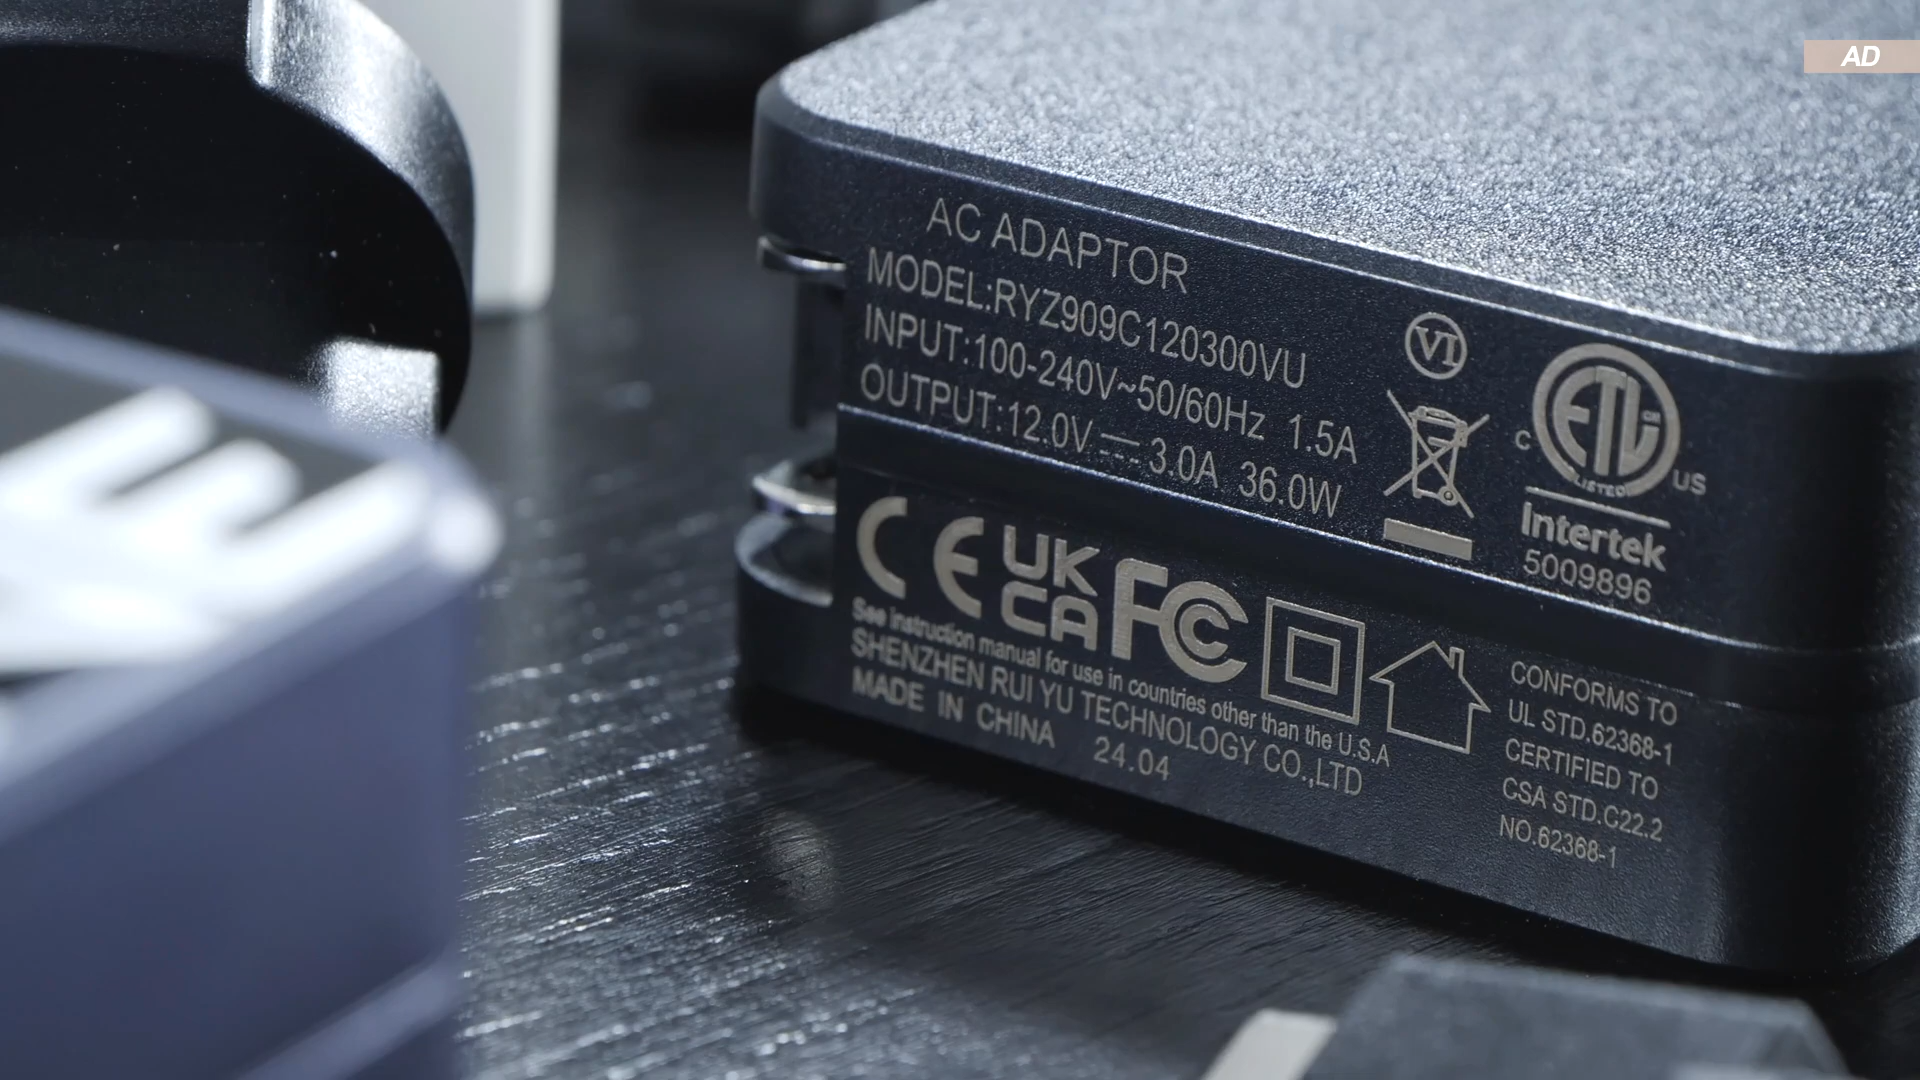 AD
AC ADAPTOR
MODEL:RYZ909C120300VU
INPUT:100-240V~50/60Hz 1.5A
OUTPUT:12.0V⎓3.0A 36.0W
VI
ETL
LISTED
C US
Intertek
5009896
CE UK
CA FC
See instruction manual for use in countries other than the U.S.A
SHENZHEN RUI YU TECHNOLOGY CO.,LTD
MADE IN CHINA 24.04
CONFORMS TO
UL STD.62368-1
CERTIFIED TO
CSA STD.C22.2
NO.62368-1